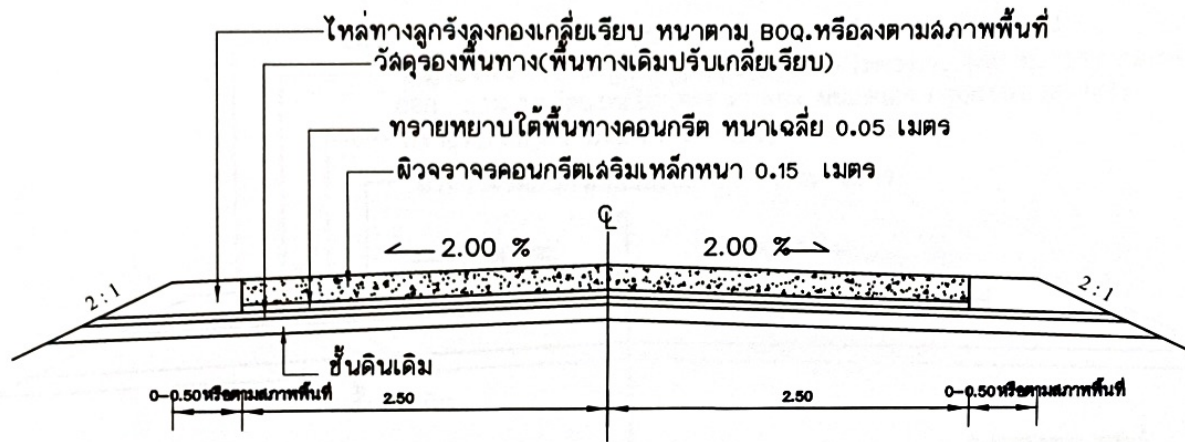 ไหล่ทางลูกรังลงกองเกลี่ยเรียบ หนาตาม BOQ.หรือลงตามสภาพพื้นที่
วัสดุรองพื้นทาง(พื้นทางเดิมปรับเกลี่ยเรียบ)
ทรายหยาบใต้พื้นทางคอนกรีต หนาเฉลี่ย 0.05 เมตร
ผิวจราจรคอนกรีตเสริมเหล็กหนา 0.15 เมตร
℄
2.00 % 2.00 %
2:1 2:1
ชั้นดินเดิม
0-0.50หรือตามสภาพพื้นที่ 2.50 2.50 0-0.50หรือตามสภาพพื้นที่